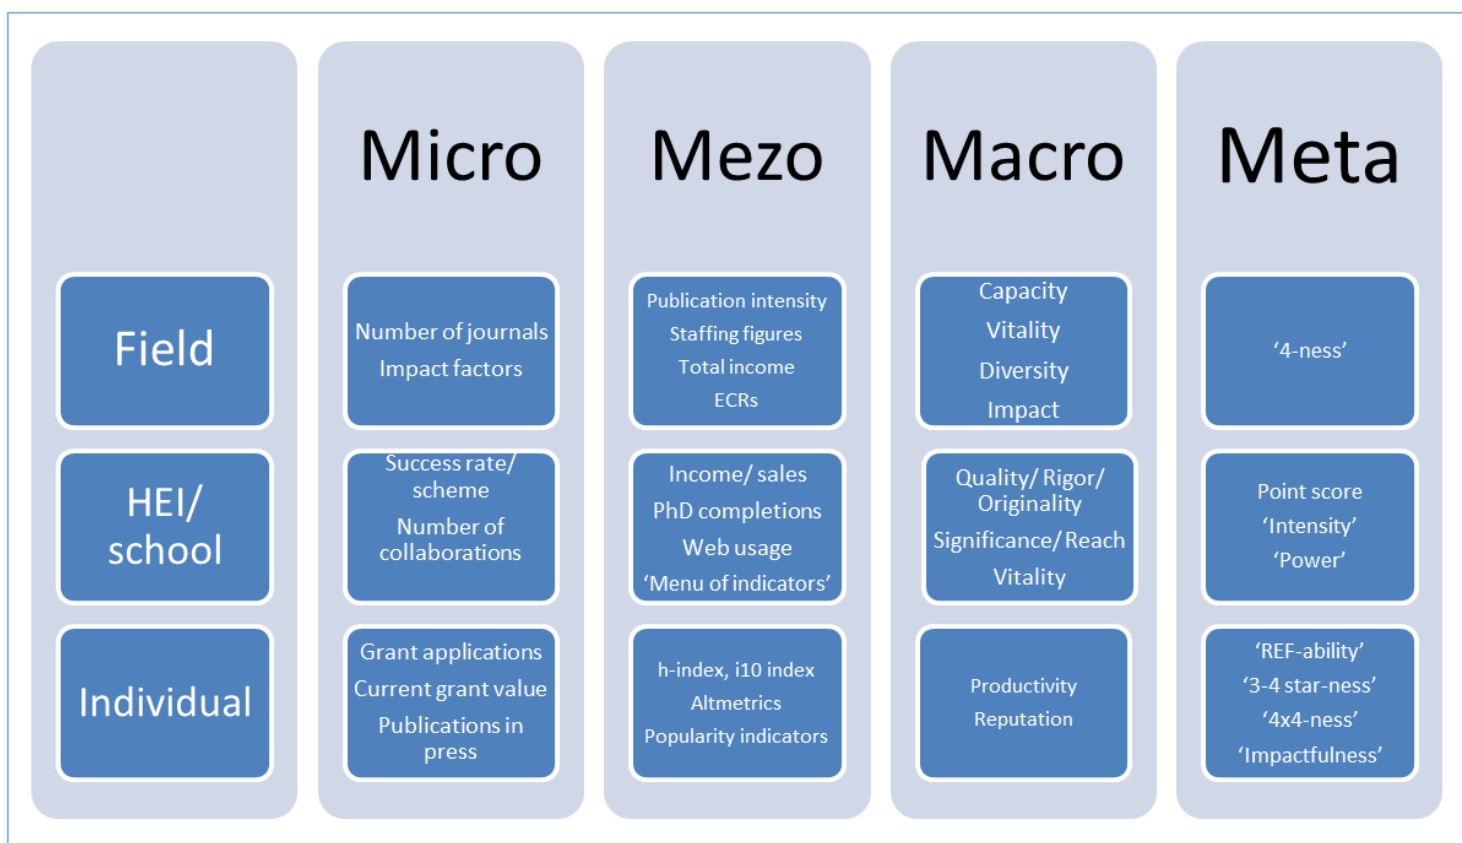 Micro
Mezo
Macro
Meta
Field
Number of journals
Impact factors
Publication intensity
Staffing figures
Total income
ECRs
Capacity
Vitality
Diversity
Impact
‘4-ness’
HEI/
school
Success rate/
scheme
Number of
collaborations
Income/ sales
PhD completions
Web usage
‘Menu of indicators’
Quality/ Rigor/
Originality
Significance/ Reach
Vitality
Point score
‘Intensity’
‘Power’
Individual
Grant applications
Current grant value
Publications in
press
h-index, i10 index
Altmetrics
Popularity indicators
Productivity
Reputation
‘REF-ability’
‘3-4 star-ness’
‘4x4-ness’
‘Impactfulness’